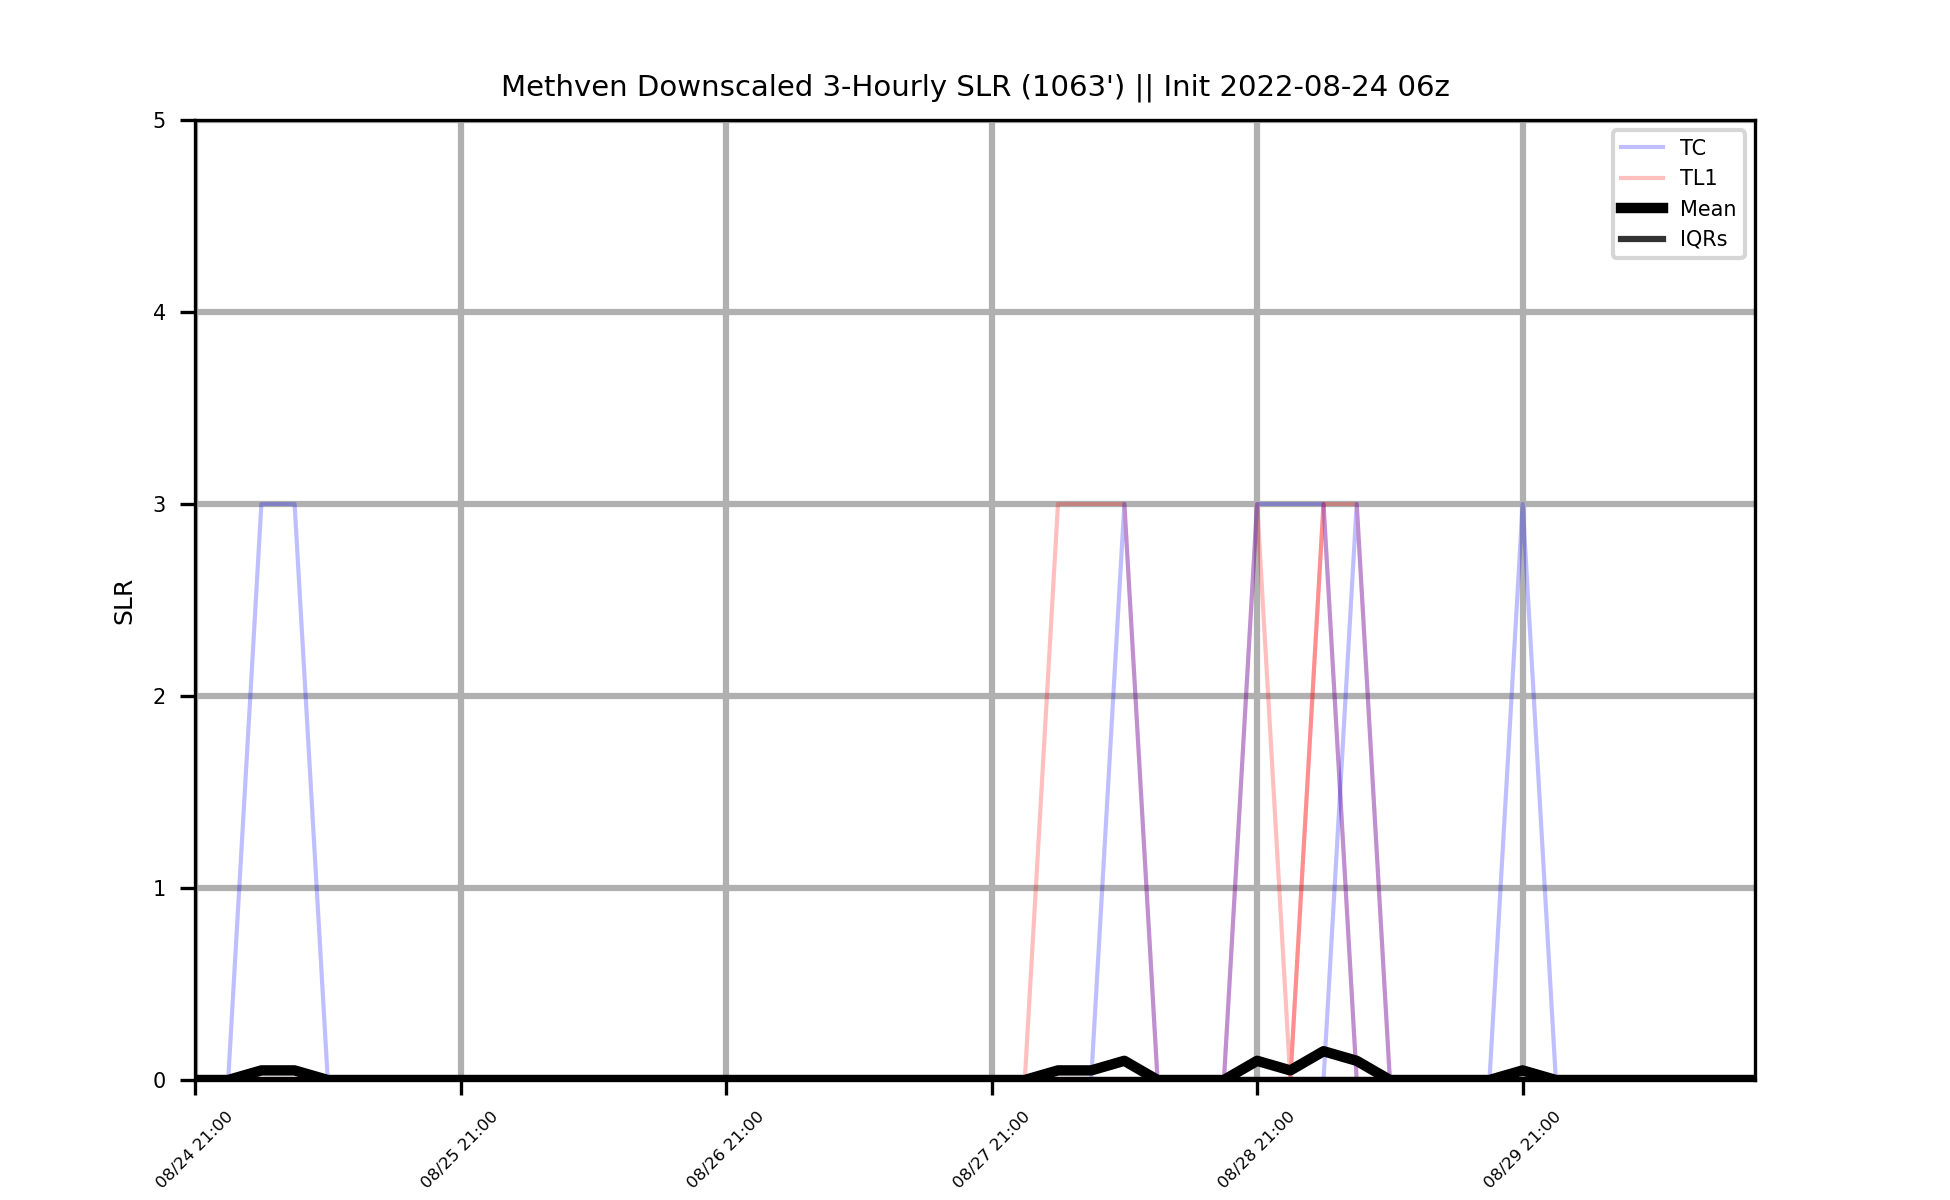 Methven Downscaled 3-Hourly SLR (1063') || Init 2022-08-24 06z
5
4
3
2
1
0
SLR
TC
TL1
Mean
IQRs
08/24 21:00
08/25 21:00
08/26 21:00
08/27 21:00
08/28 21:00
08/29 21:00